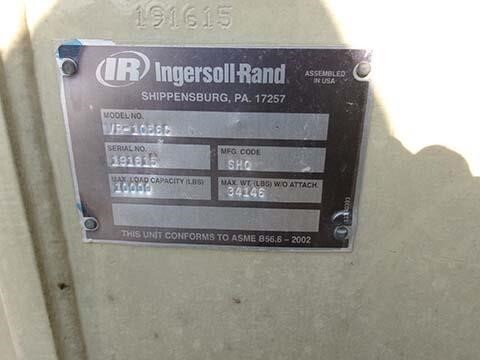 191615
IR Ingersoll-Rand
SHIPPENSBURG, PA. 17257
ASSEMBLED
IN USA
MODEL NO.
VR-1056C
SERIAL NO.
191615
MFG. CODE
SHO
MAX. LOAD CAPACITY (LBS)
10000
MAX. WT. (LBS) W/O ATTACH.
34146
THIS UNIT CONFORMS TO ASME B56.6 – 2002